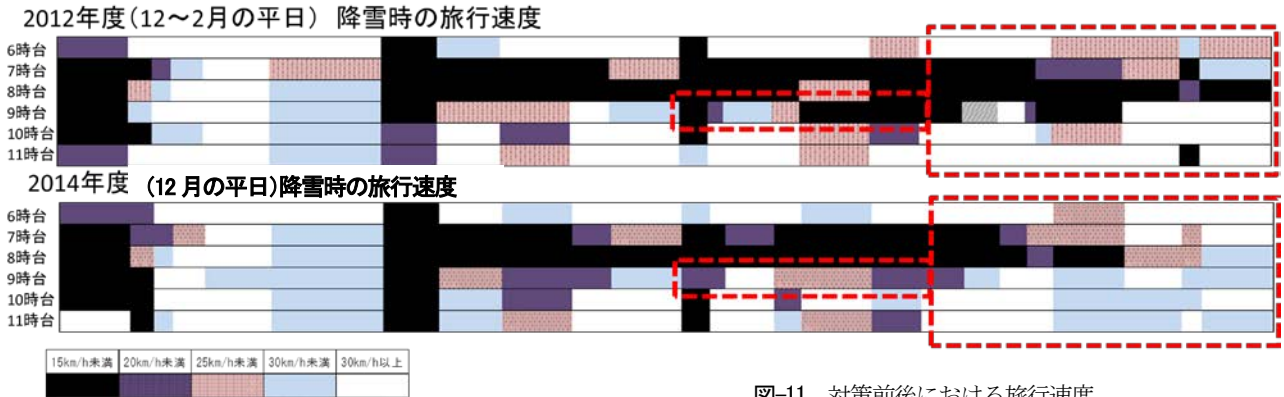 2012年度(12～2月の平日) 降雪時の旅行速度
6時台
7時台
8時台
9時台
10時台
11時台
2014年度 (12月の平日)降雪時の旅行速度
6時台
7時台
8時台
9時台
10時台
11時台
15km/h未満 20km/h未満 25km/h未満 30km/h未満 30km/h以上
図-11 対策前後における旅行速度